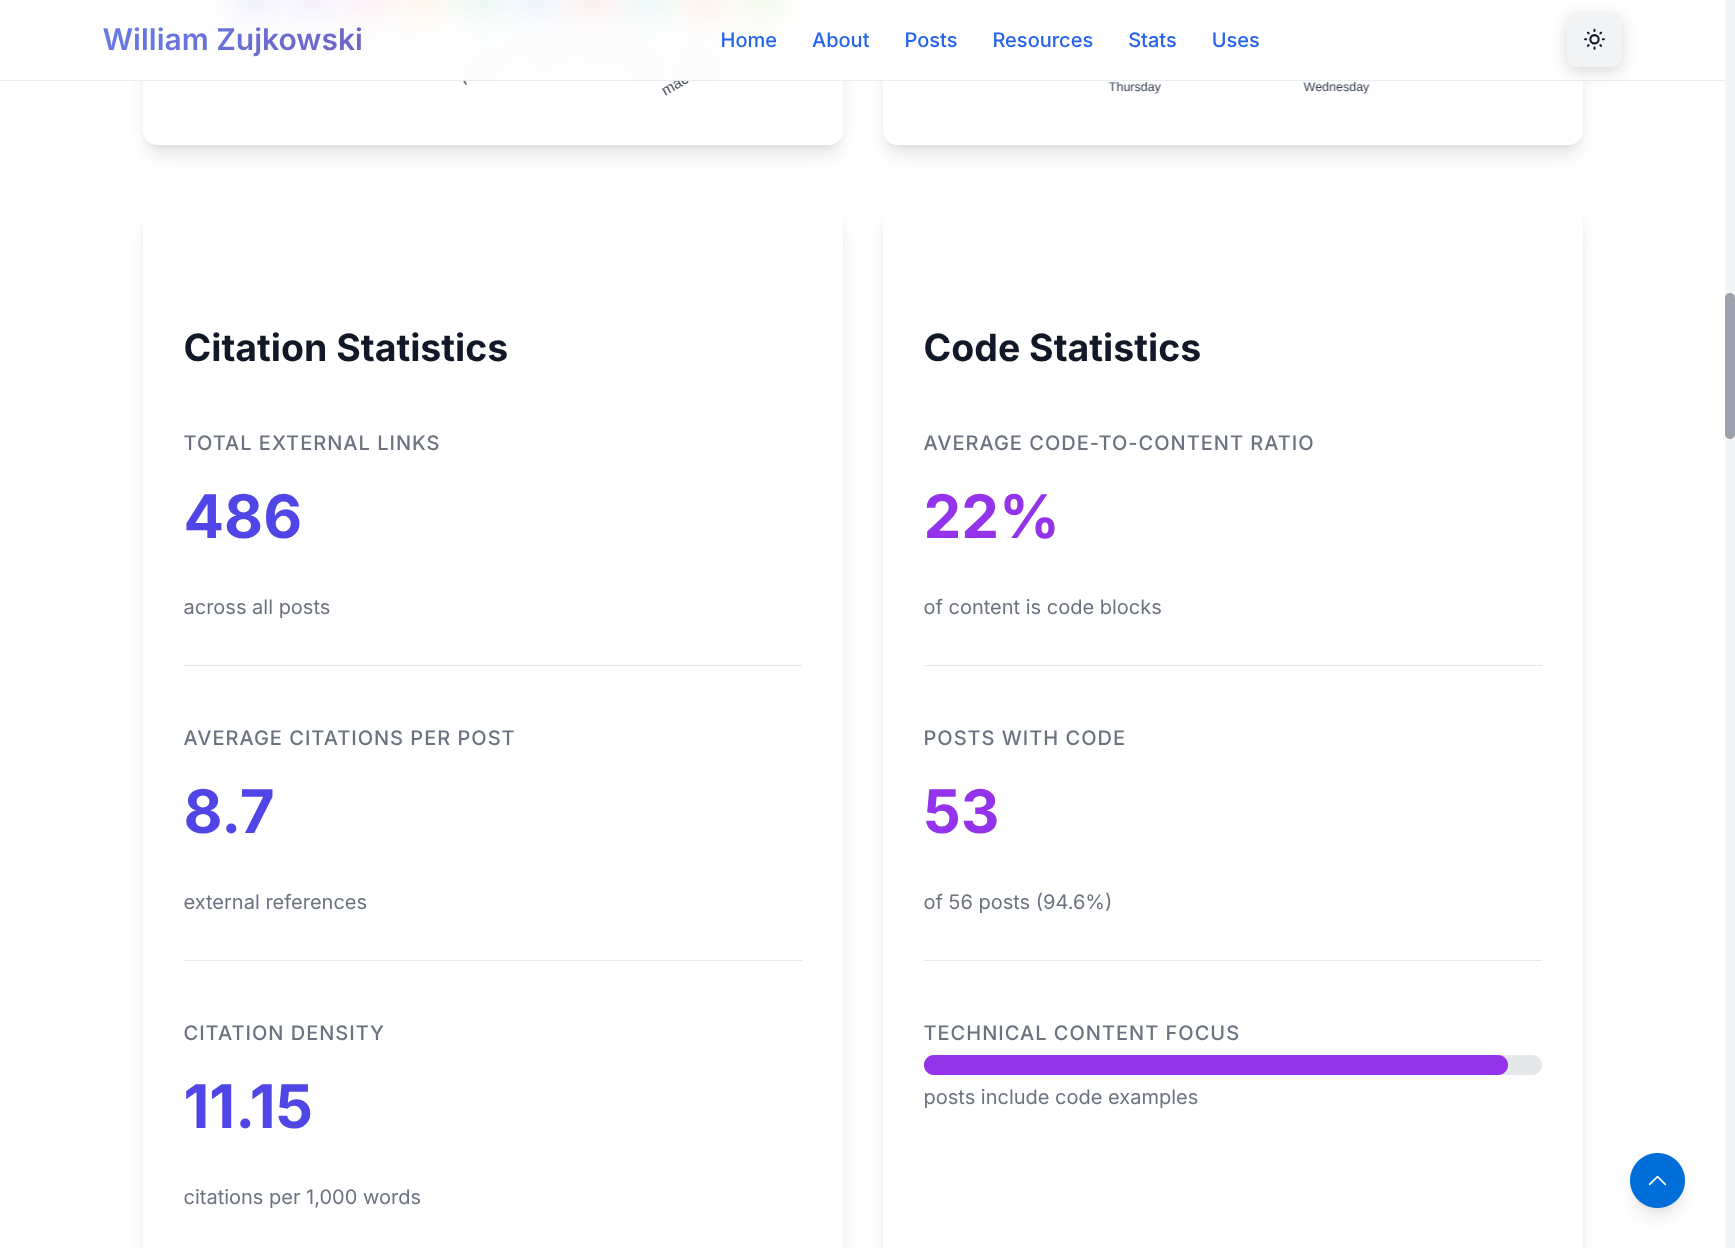 William Zujkowski
Home About Posts Resources Stats Uses
Thursday Wednesday
Citation Statistics
TOTAL EXTERNAL LINKS
486
across all posts
AVERAGE CITATIONS PER POST
8.7
external references
CITATION DENSITY
11.15
citations per 1,000 words
Code Statistics
AVERAGE CODE-TO-CONTENT RATIO
22%
of content is code blocks
POSTS WITH CODE
53
of 56 posts (94.6%)
TECHNICAL CONTENT FOCUS
posts include code examples